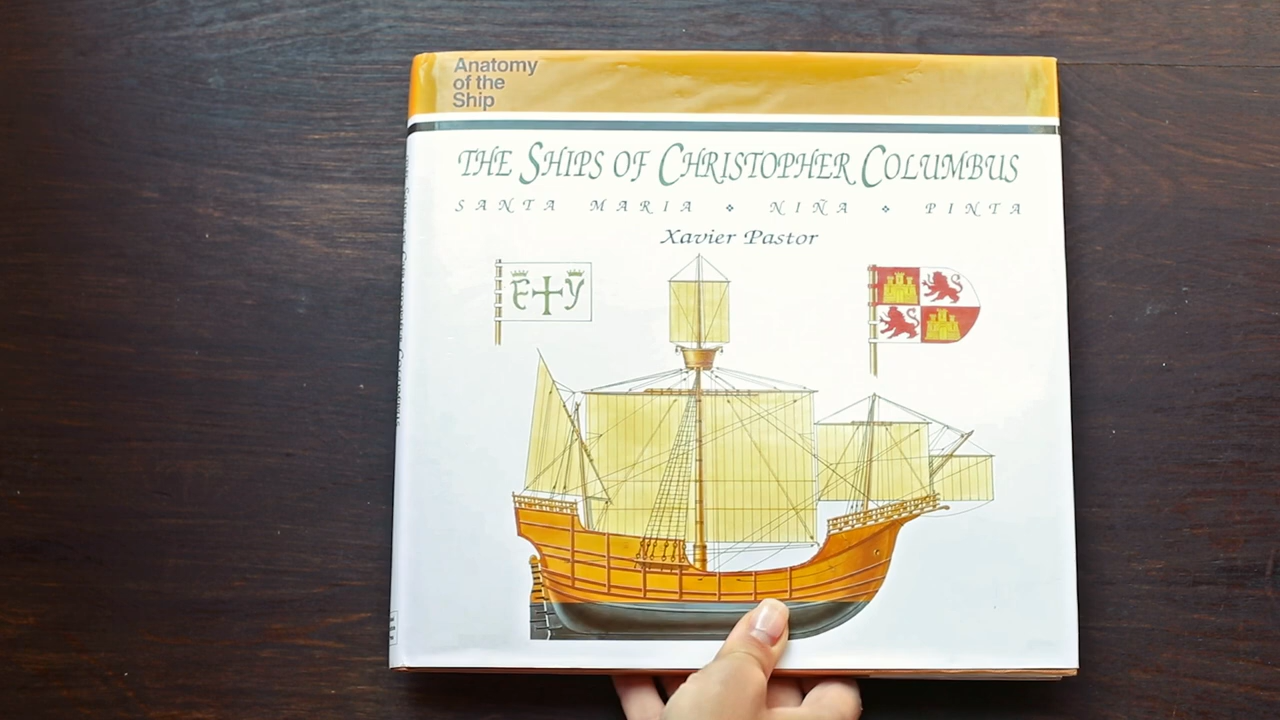 Anatomy
of the
Ship
THE SHIPS OF CHRISTOPHER COLUMBUS
SANTA MARIA ❖ NIÑA ❖ PINTA
Xavier Pastor
F Y